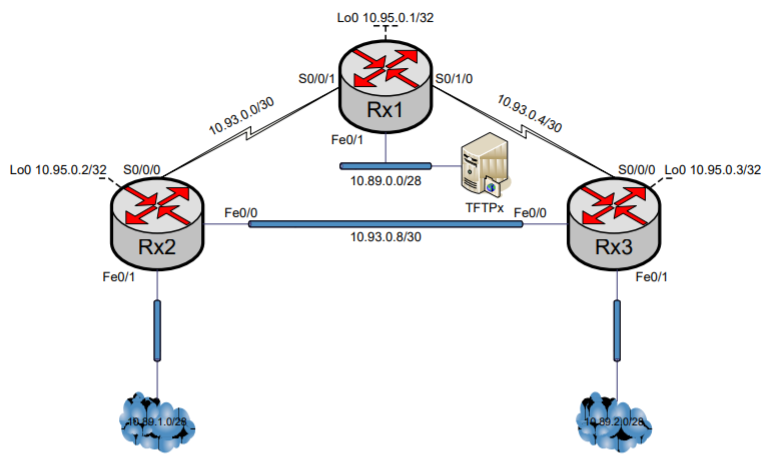 Lo0 10.95.0.1/32
S0/0/1
S0/1/0
Rx1
10.93.0.0/30
10.93.0.4/30
Fe0/1
10.89.0.0/28
TFTPx
Lo0 10.95.0.2/32
S0/0/0
S0/0/0
Lo0 10.95.0.3/32
Fe0/0
Fe0/0
Rx2
10.93.0.8/30
Rx3
Fe0/1
Fe0/1
10.89.1.0/28
10.89.2.0/28